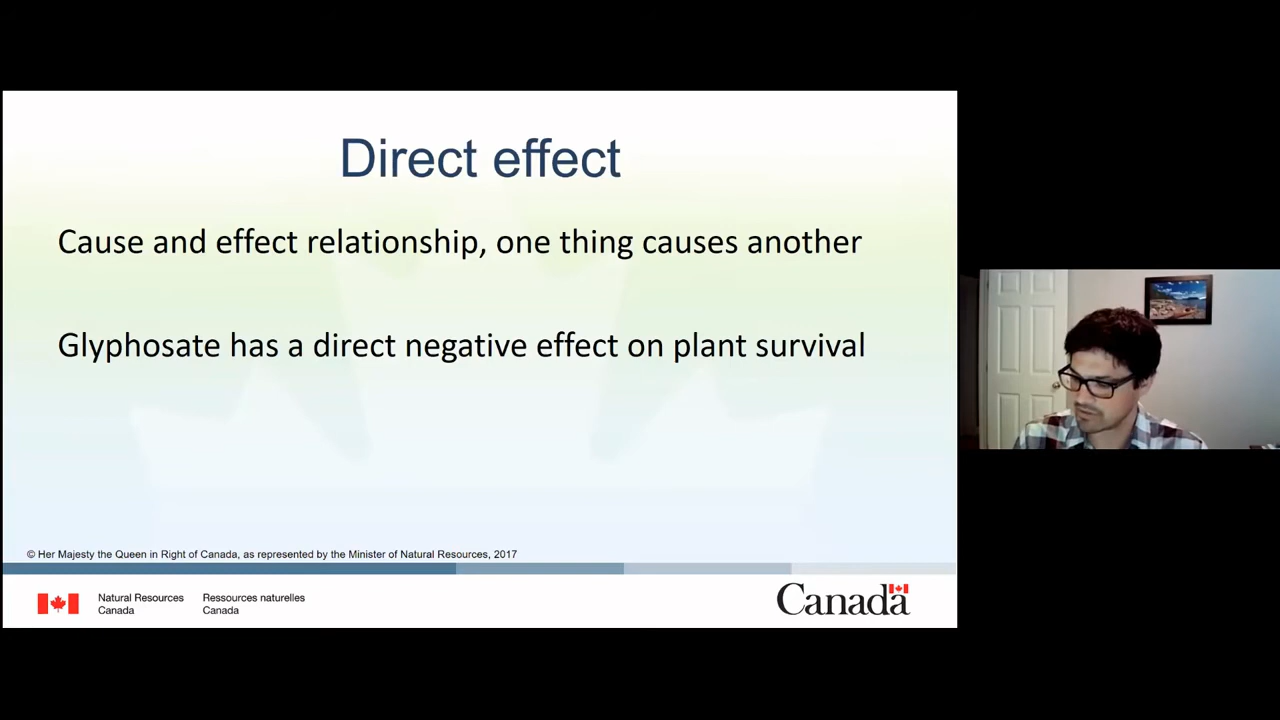 Direct effect
Cause and effect relationship, one thing causes another
Glyphosate has a direct negative effect on plant survival
© Her Majesty the Queen in Right of Canada, as represented by the Minister of Natural Resources, 2017
Natural Resources Canada
Ressources naturelles Canada
Canada